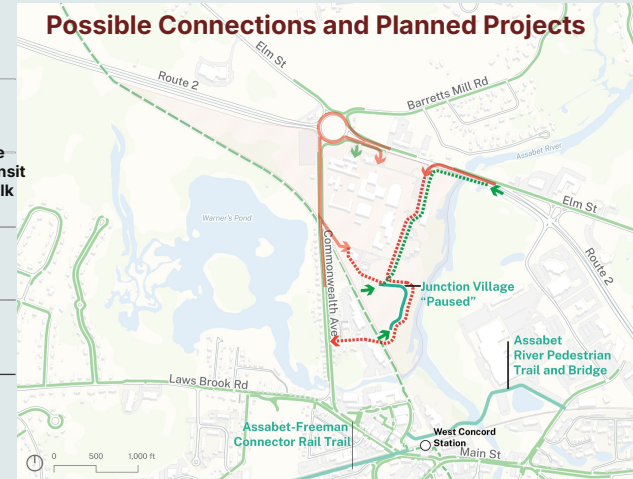 Possible Connections and Planned Projects
Elm St
Route 2
Barretts Mill Rd
e
nsit
lk
Assabet River
Warner's Pond
Elm St
Route 2
Commonwealth Ave
Junction Village
"Paused"
Assabet
River Pedestrian
Trail and Bridge
Laws Brook Rd
Assabet-Freeman
Connector Rail Trail
West Concord
Station
Main St
0 500 1,000 ft